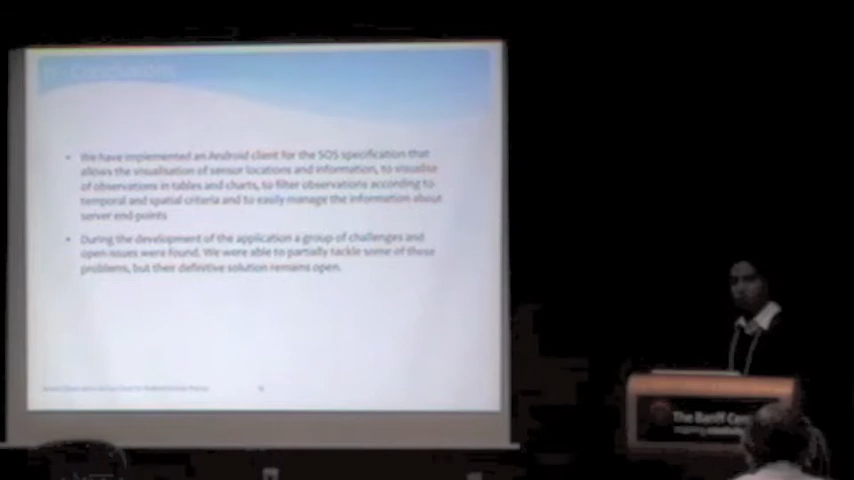 Conclusions
• We have implemented an Android client for the SOS specification that
allows the visualisation of sensor locations and information, to visualise
of observations in tables and charts, to filter observations according to
temporal and spatial criteria and to easily manage the information about
server end points
• During the development of the application a group of challenges and
open issues were found. We were able to partially tackle some of these
problems, but their definitive solution remains open.
The Banff